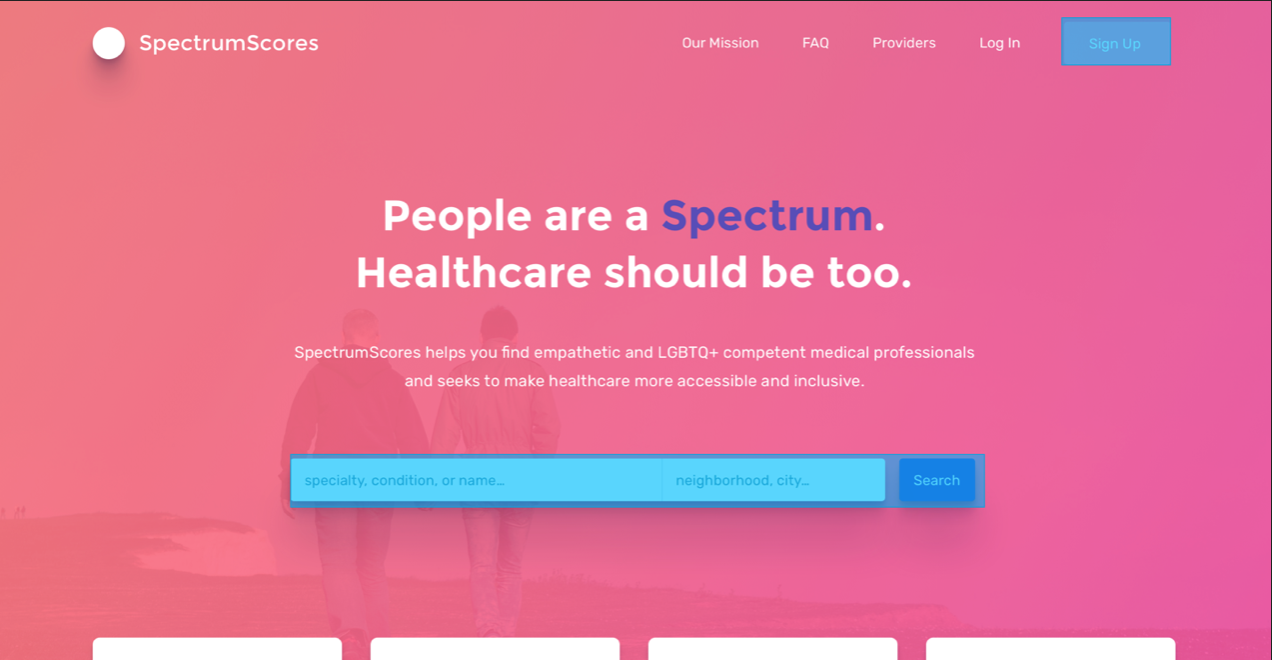 SpectrumScores
Our Mission
FAQ
Providers
Log In
Sign Up
People are a Spectrum.
Healthcare should be too.
SpectrumScores helps you find empathetic and LGBTQ+ competent medical professionals
and seeks to make healthcare more accessible and inclusive.
specialty, condition, or name...
neighborhood, city...
Search